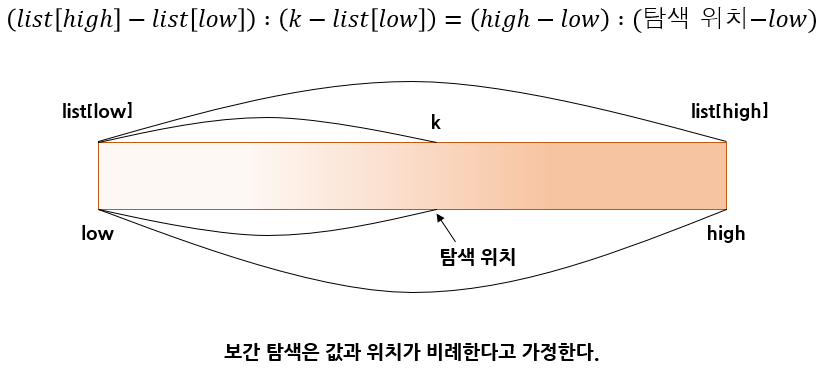 (list[high] − list[low]) : (k − list[low]) = (high − low) : (탐색 위치−low)
list[low]
k
list[high]
low
탐색 위치
high
보간 탐색은 값과 위치가 비례한다고 가정한다.